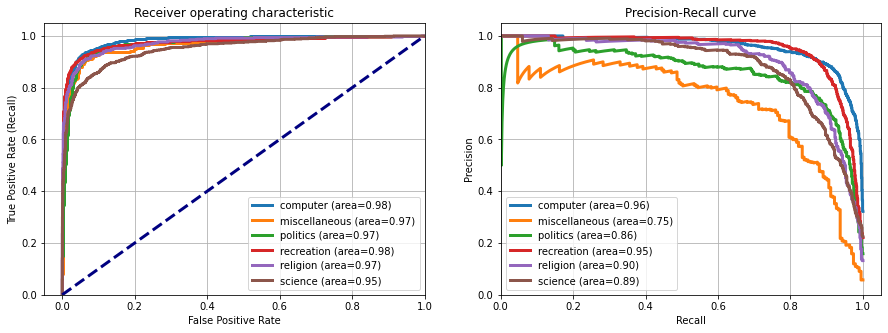 Receiver operating characteristic
True Positive Rate (Recall)
1.0
0.8
0.6
0.4
0.2
0.0
computer (area=0.98)
miscellaneous (area=0.97)
politics (area=0.97)
recreation (area=0.98)
religion (area=0.97)
science (area=0.95)
0.0 0.2 0.4 0.6 0.8 1.0
False Positive Rate
Precision-Recall curve
Precision
1.0
0.8
0.6
0.4
0.2
0.0
computer (area=0.96)
miscellaneous (area=0.75)
politics (area=0.86)
recreation (area=0.95)
religion (area=0.90)
science (area=0.89)
0.0 0.2 0.4 0.6 0.8 1.0
Recall